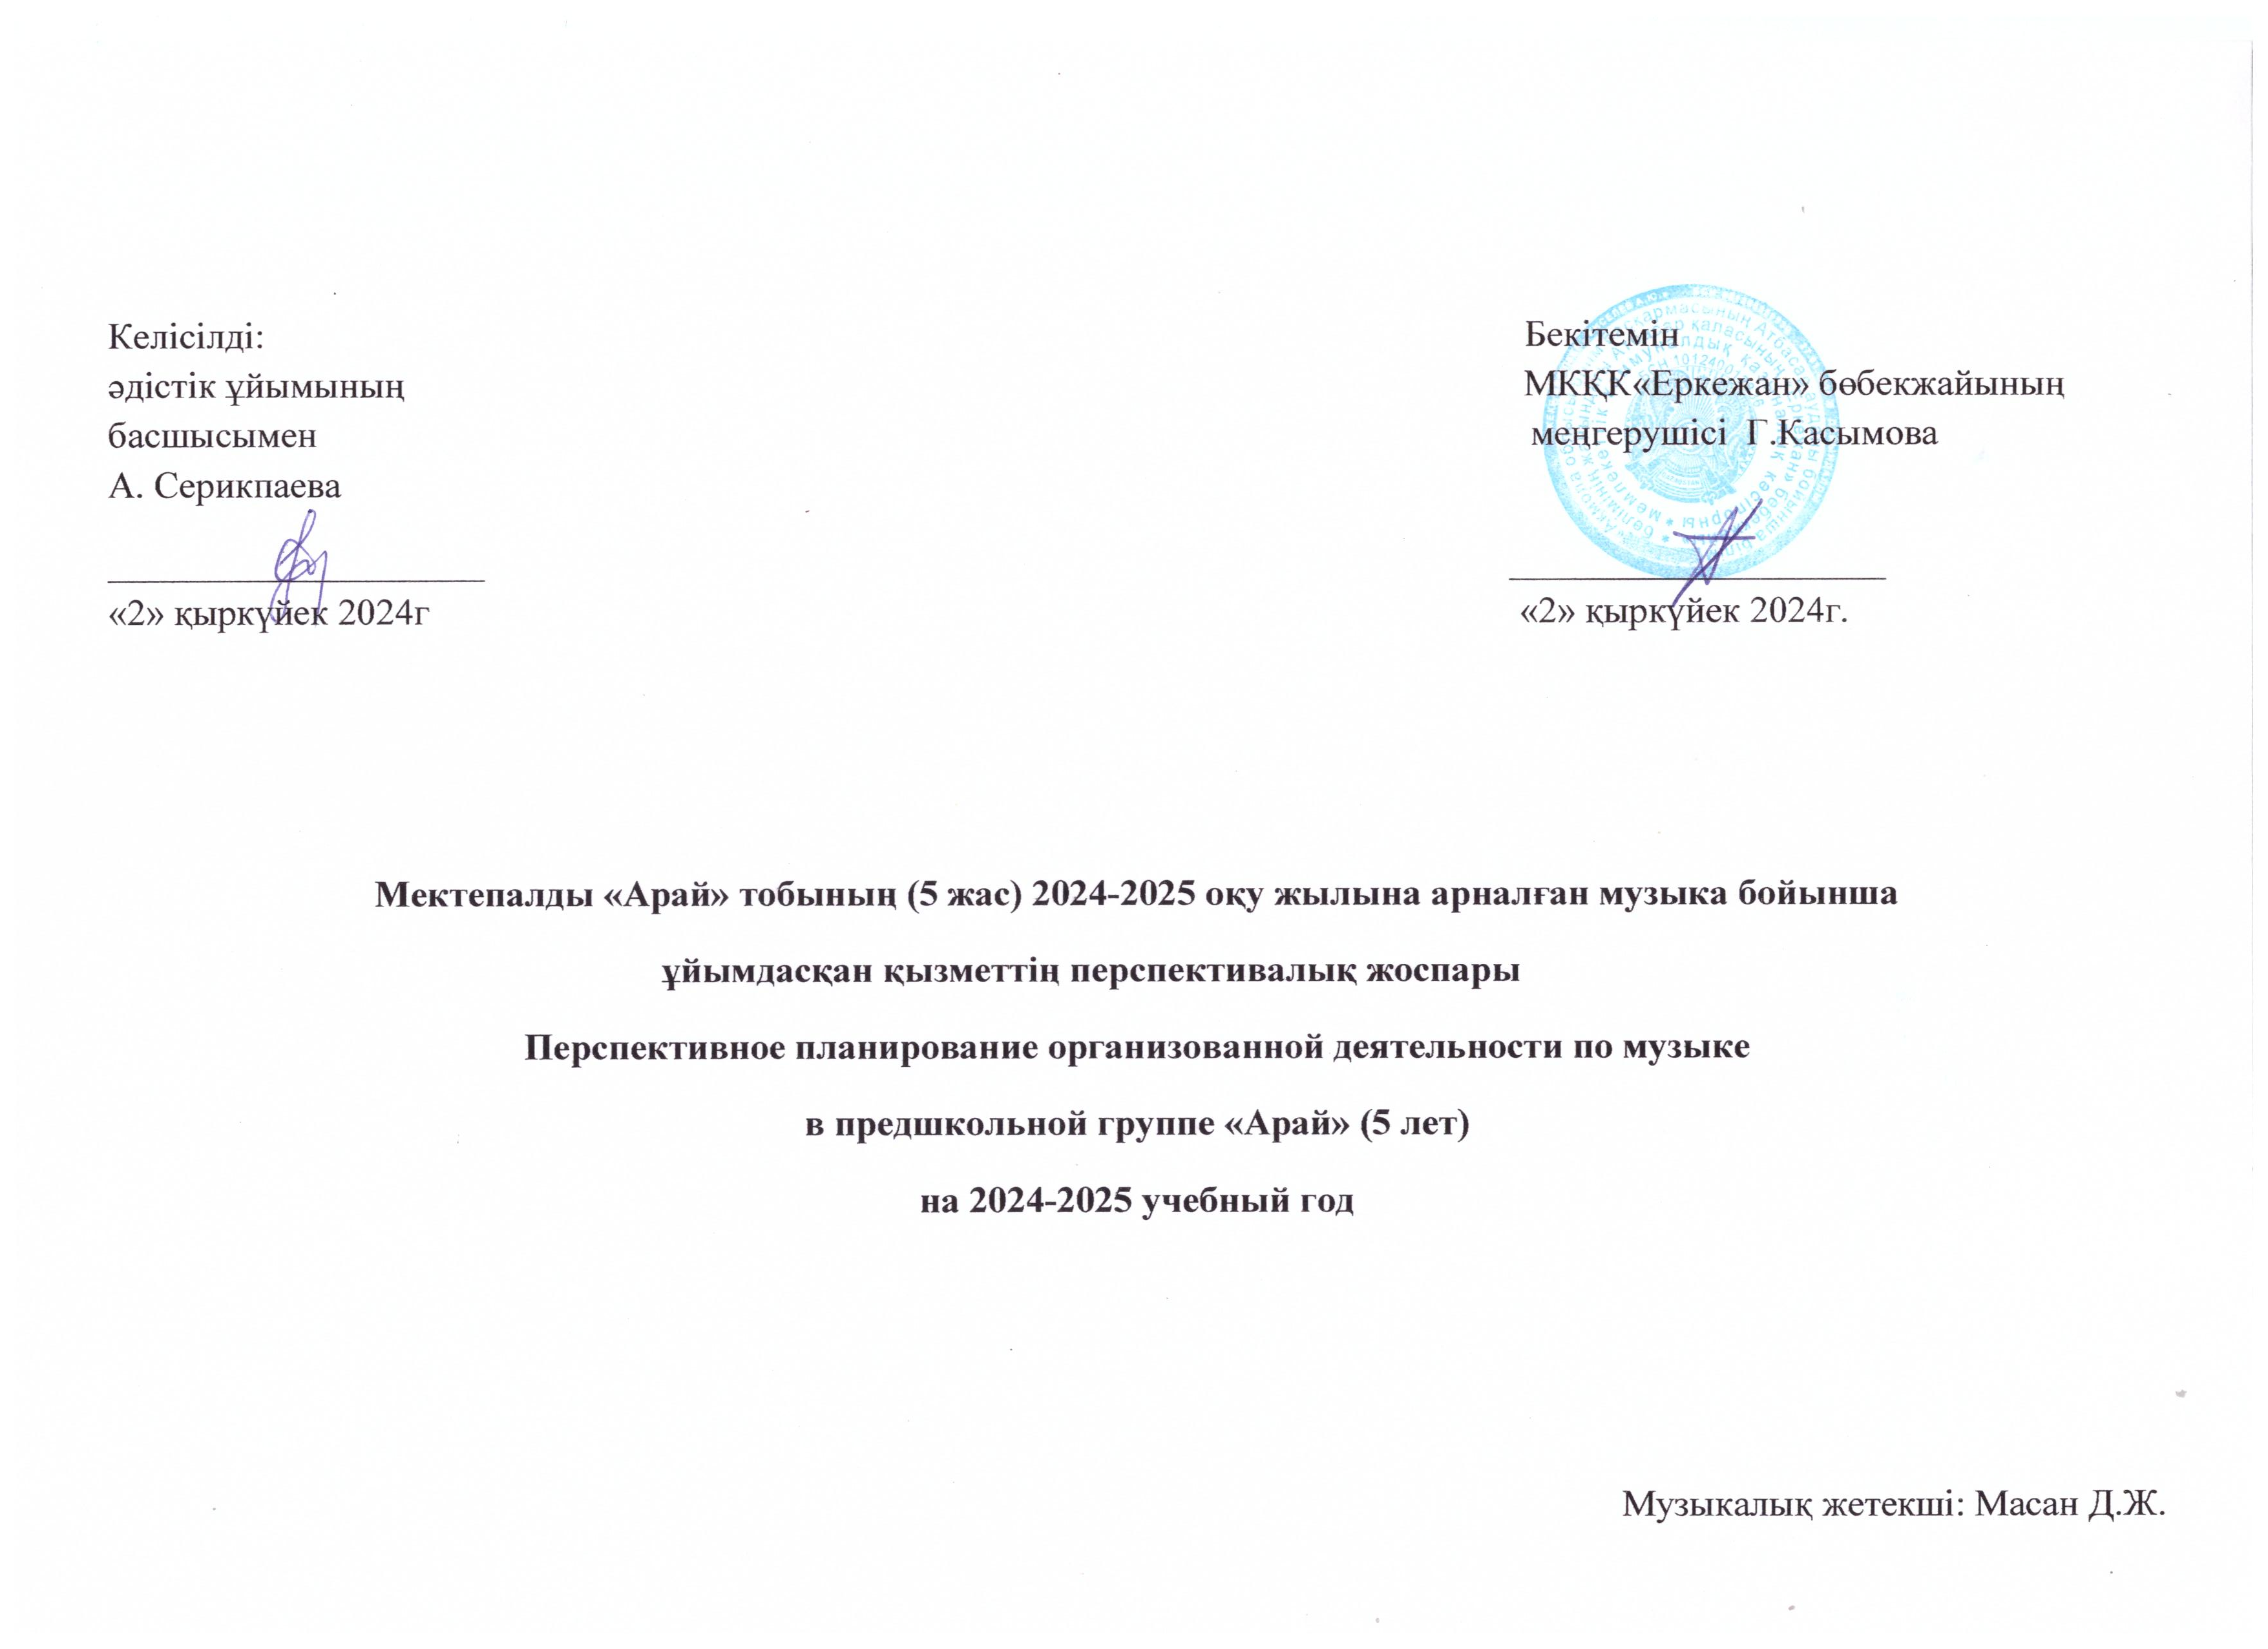 Келісілді:
әдістік ұйымының
басшысымен
А. Серикпаева
«2» қыркүйек 2024г
Бекітемін
МКҚК«Еркежан» бөбекжайының
меңгерушісі Г.Касымова
«2» қыркүйек 2024г.
Мектепалды «Арай» тобының (5 жас) 2024-2025 оқу жылына арналған музыка бойынша
ұйымдасқан қызметтің перспективалық жоспары
Перспективное планирование организованной деятельности по музыке
в предшкольной группе «Арай» (5 лет)
на 2024-2025 учебный год
Музыкалық жетекші: Масан Д.Ж.